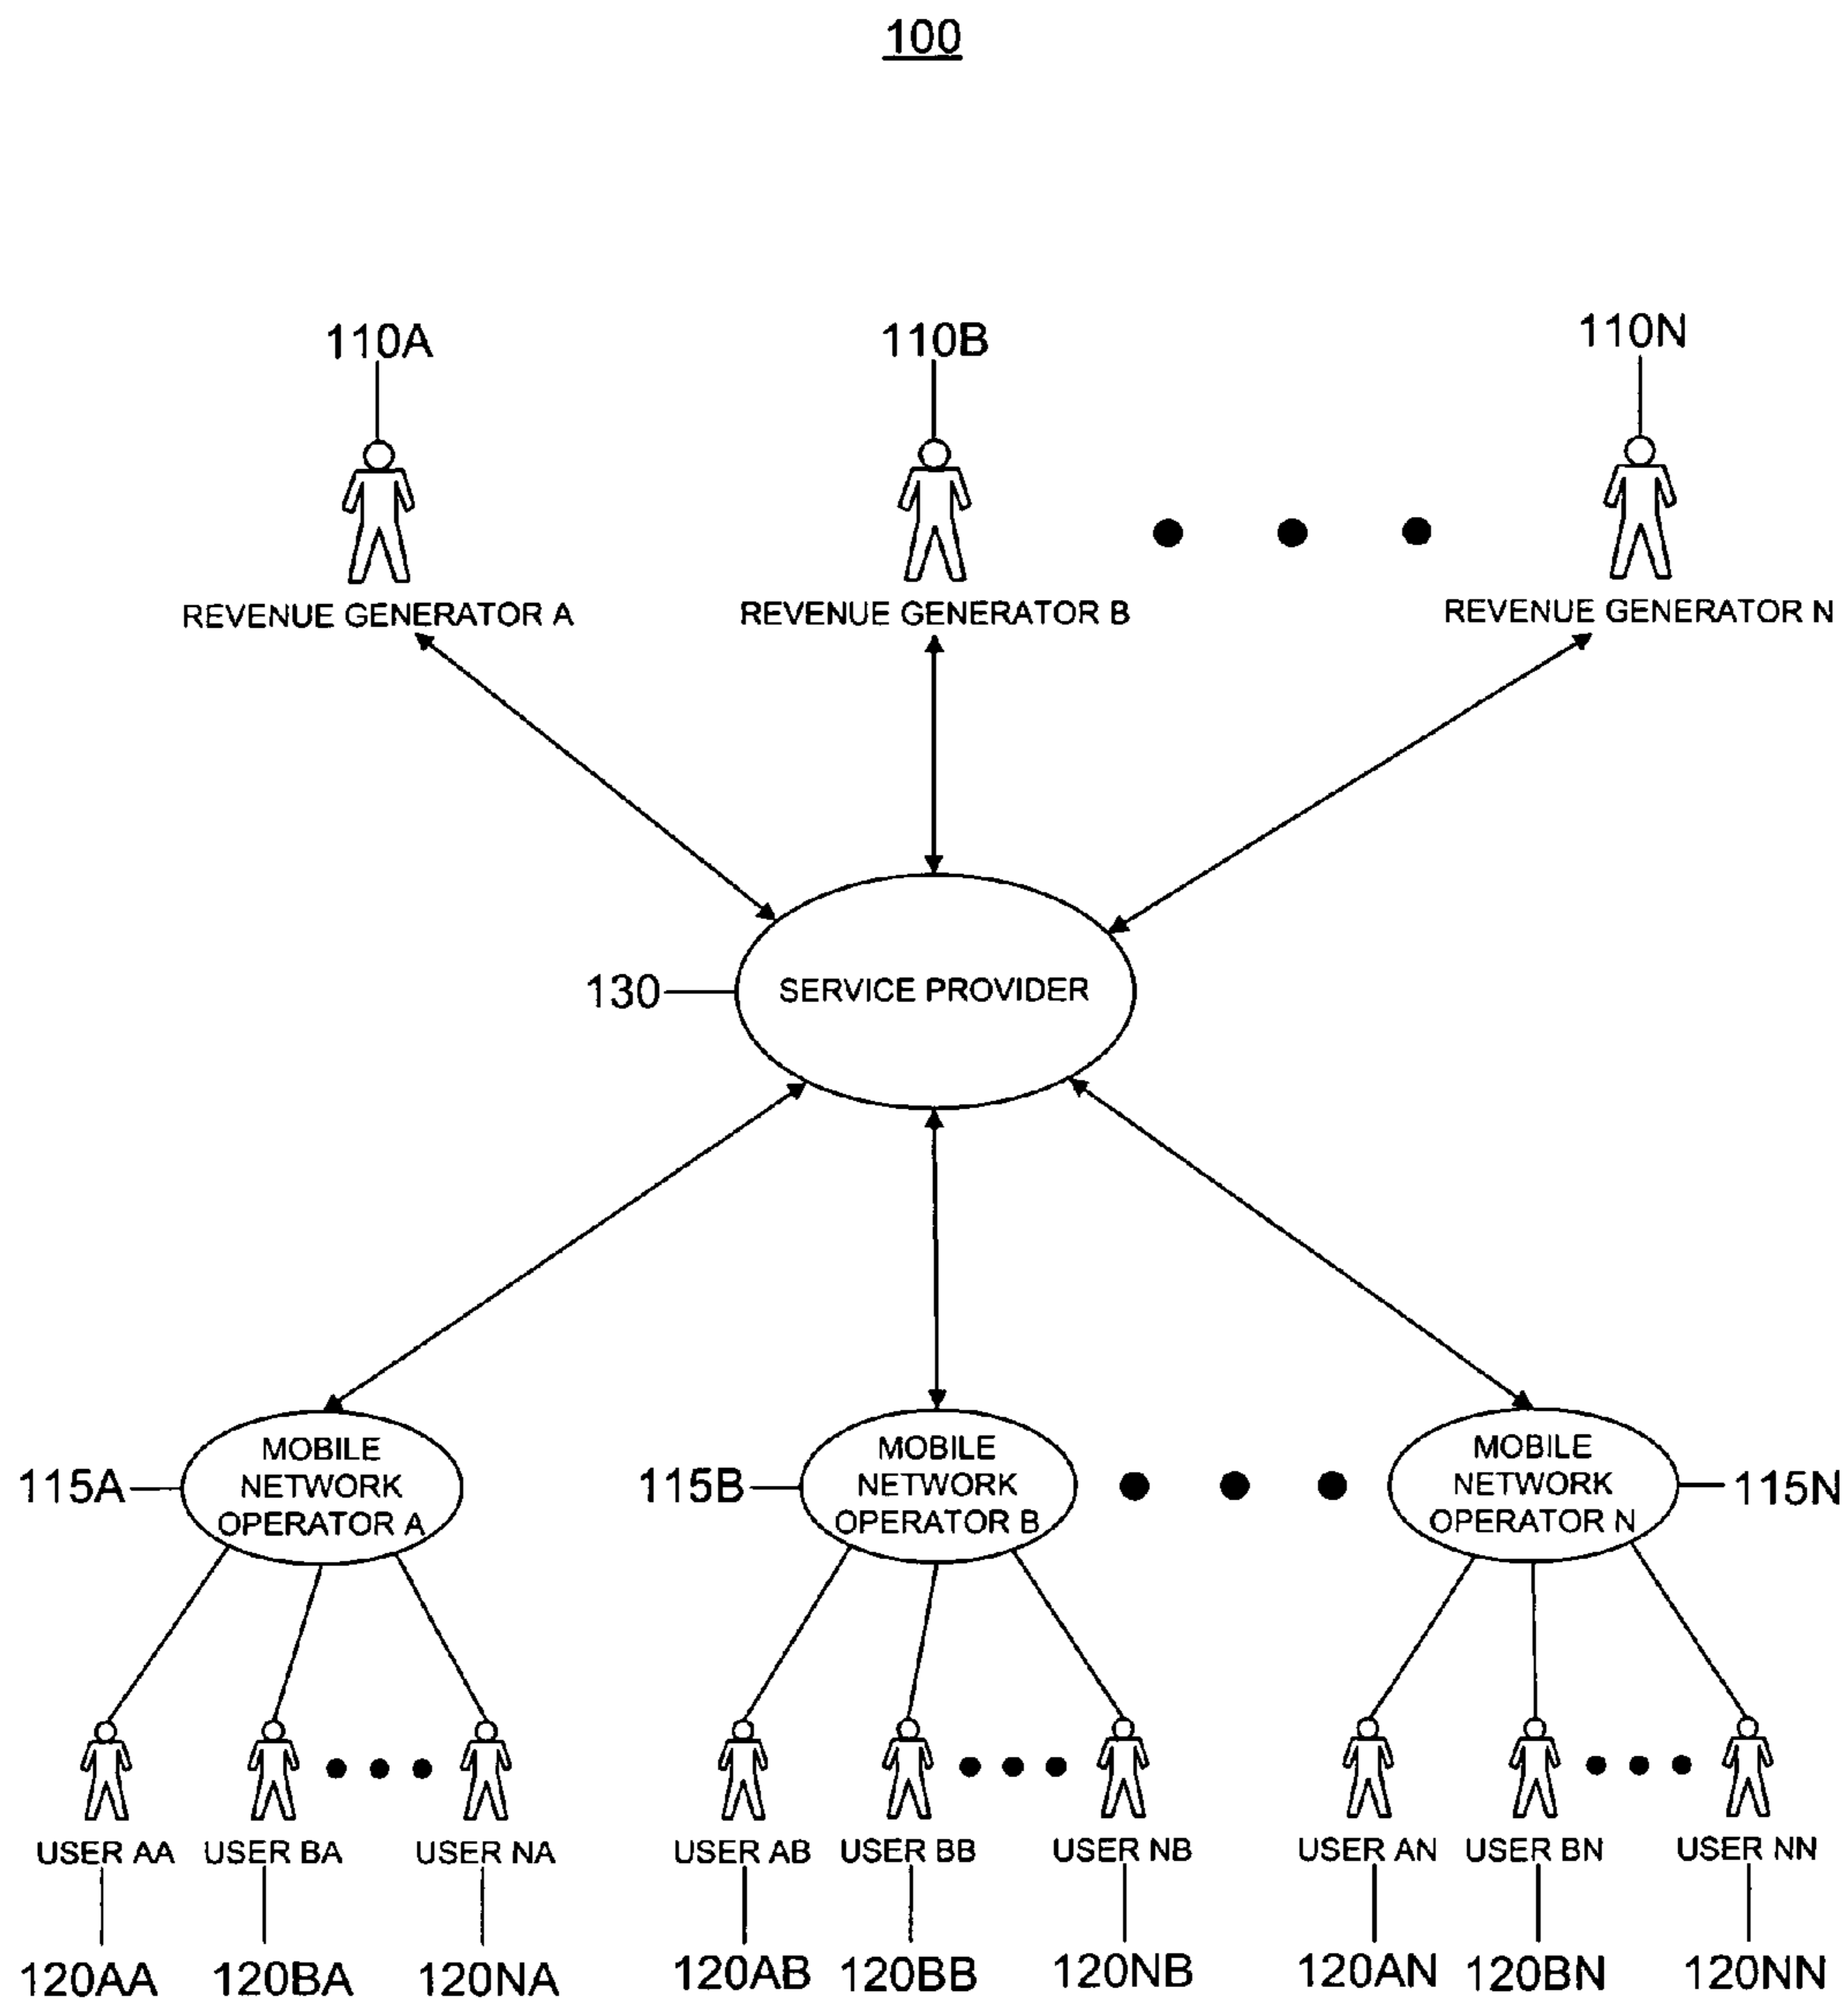 100
110A
110B
110N
REVENUE GENERATOR A
REVENUE GENERATOR B
REVENUE GENERATOR N
130
SERVICE PROVIDER
115A
MOBILE
NETWORK
OPERATOR A
115B
MOBILE
NETWORK
OPERATOR B
MOBILE
NETWORK
OPERATOR N
115N
USER AA
USER BA
USER NA
USER AB
USER BB
USER NB
USER AN
USER BN
USER NN
120AA
120BA
120NA
120AB
120BB
120NB
120AN
120BN
120NN